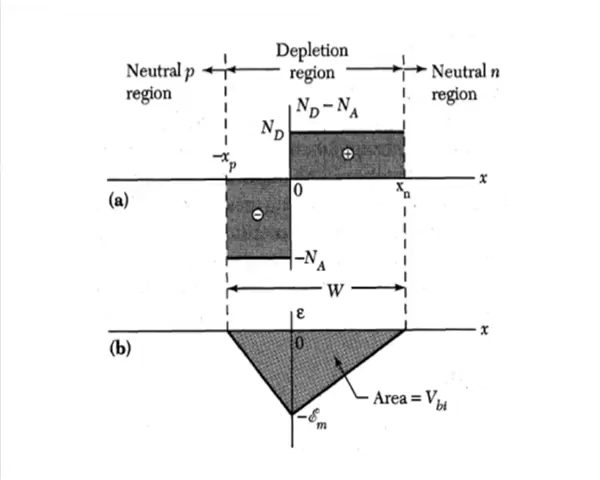 Depletion
Neutral p
region
Neutral n
region
region
N_D − N_A
N_D
−x_p
0
x_n
x
(a)
⊕
⊖
−N_A
W
ε
0
x
(b)
Area = V_bi
−ℰ_m